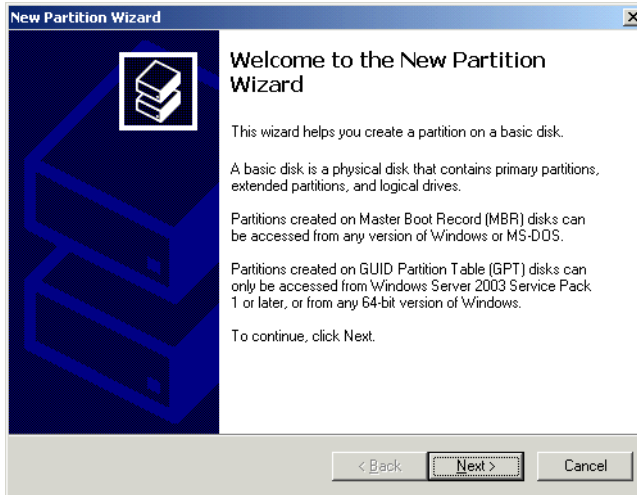 New Partition Wizard
Welcome to the New Partition
Wizard
This wizard helps you create a partition on a basic disk.
A basic disk is a physical disk that contains primary partitions,
extended partitions, and logical drives.
Partitions created on Master Boot Record (MBR) disks can
be accessed from any version of Windows or MS-DOS.
Partitions created on GUID Partition Table (GPT) disks can
only be accessed from Windows Server 2003 Service Pack
1 or later, or from any 64-bit version of Windows.
To continue, click Next.
< Back Next > Cancel